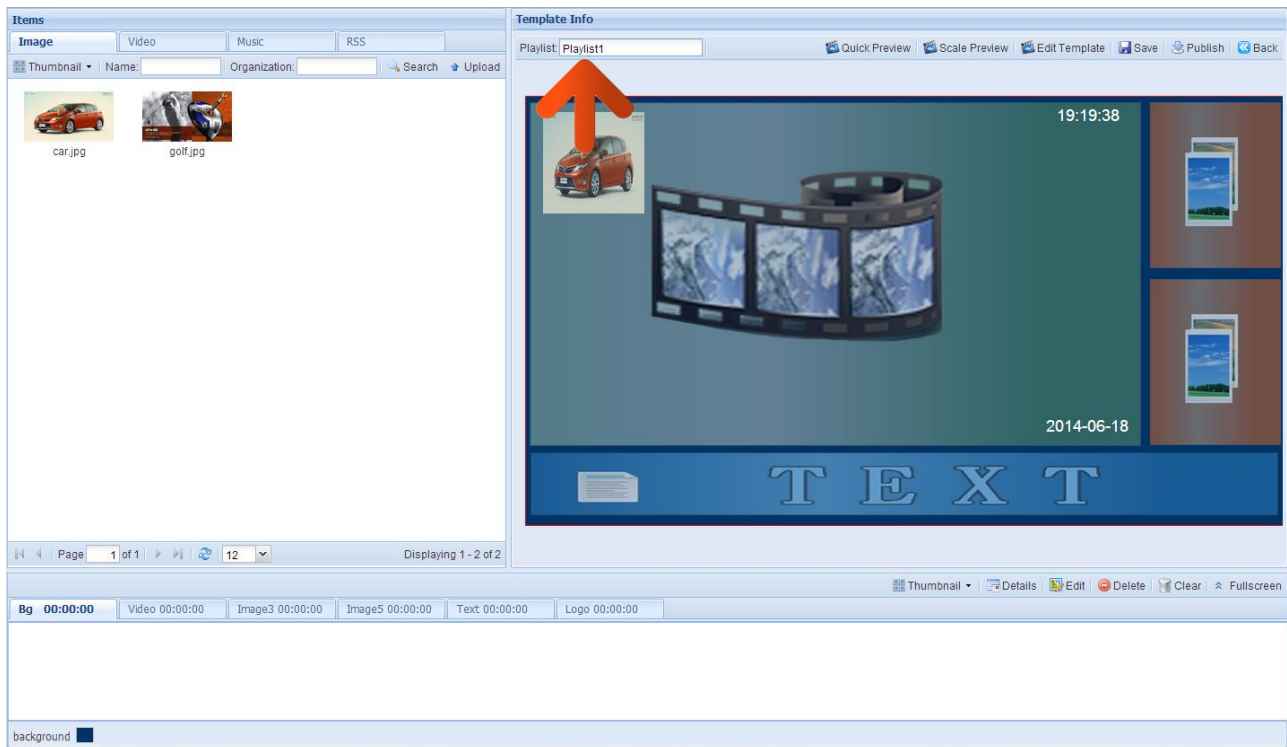 Items
Image Video Music RSS
Thumbnail Name: Organization: Search Upload
car.jpg golf.jpg
Page 1 of 1 12 Displaying 1 - 2 of 2
Template Info
Playlist: Playlist1 Quick Preview Scale Preview Edit Template Save Publish Back
19:19:38
2014-06-18
TEXT
Thumbnail Details Edit Delete Clear Fullscreen
Bg 00:00:00 Video 00:00:00 Image3 00:00:00 Image5 00:00:00 Text 00:00:00 Logo 00:00:00
background